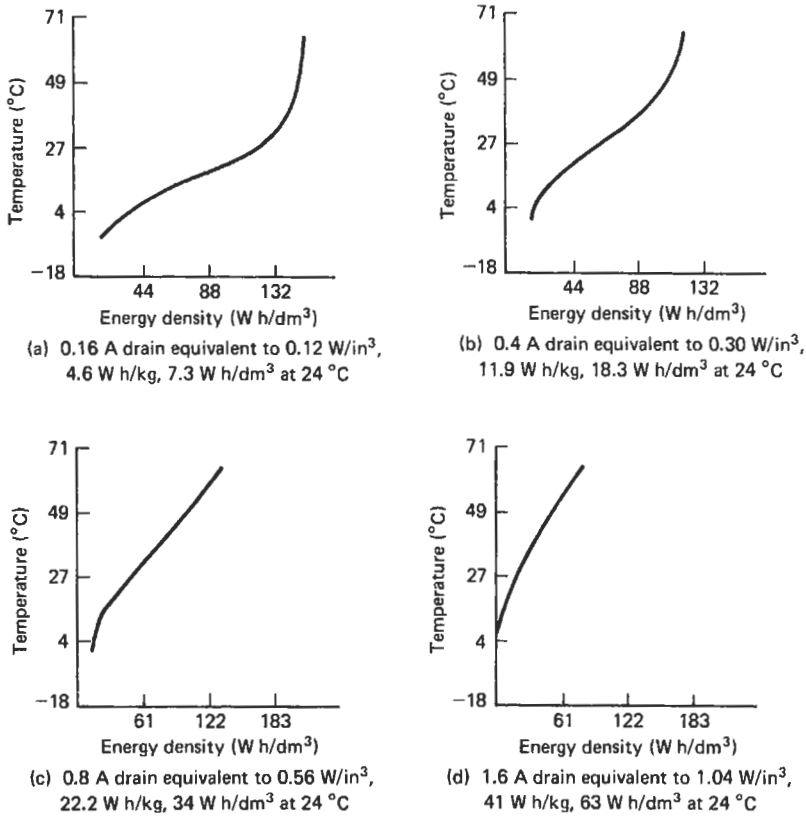 71
49
27
4
−18
Temperature (°C)
44 88 132
Energy density (W h/dm³)
(a) 0.16 A drain equivalent to 0.12 W/in³,
4.6 W h/kg, 7.3 W h/dm³ at 24 °C
71
49
27
4
−18
Temperature (°C)
44 88 132
Energy density (W h/dm³)
(b) 0.4 A drain equivalent to 0.30 W/in³,
11.9 W h/kg, 18.3 W h/dm³ at 24 °C
71
49
27
4
−18
Temperature (°C)
61 122 183
Energy density (W h/dm³)
(c) 0.8 A drain equivalent to 0.56 W/in³,
22.2 W h/kg, 34 W h/dm³ at 24 °C
71
49
27
4
−18
Temperature (°C)
61 122 183
Energy density (W h/dm³)
(d) 1.6 A drain equivalent to 1.04 W/in³,
41 W h/kg, 63 W h/dm³ at 24 °C